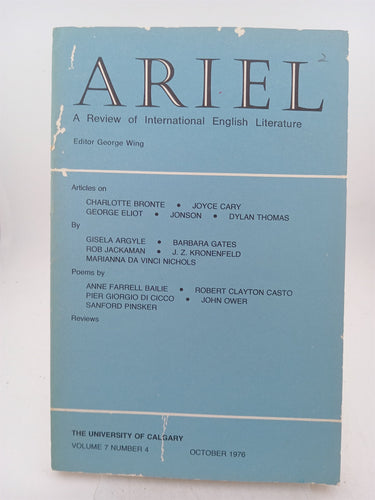 2
ARIEL
A Review of International English Literature
Editor George Wing
Articles on
CHARLOTTE BRONTE • JOYCE CARY
GEORGE ELIOT • JONSON • DYLAN THOMAS
By
GISELA ARGYLE • BARBARA GATES
ROB JACKAMAN • J. Z. KRONENFELD
MARIANNA DA VINCI NICHOLS
Poems by
ANNE FARRELL BAILIE • ROBERT CLAYTON CASTO
PIER GIORGIO DI CICCO • JOHN OWER
SANFORD PINSKER
Reviews
THE UNIVERSITY OF CALGARY
VOLUME 7 NUMBER 4 OCTOBER 1976